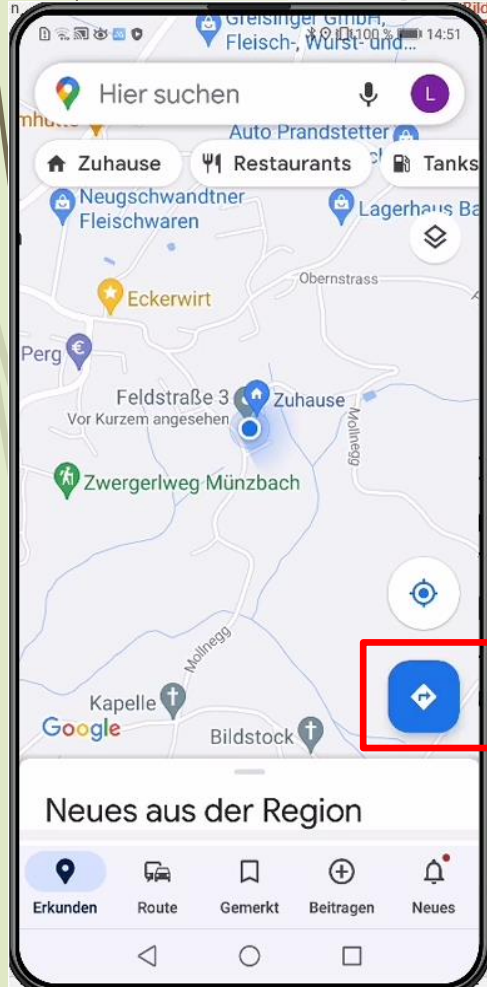 Greisinger GmbH,
Fleisch-, Wurst- und...
100 % 14:51
Hier suchen
L
Auto Prandstetter
Zuhause
Restaurants
Tanks
Neugschwandtner
Fleischwaren
Lagerhaus Ba
Obernstrass
Eckerwirt
Perg
€
Feldstraße 3
Zuhause
Vor Kurzem angesehen
Mollnegg
Zwergerlweg Münzbach
Mollnegg
Kapelle
Google
Bildstock
Neues aus der Region
Erkunden
Route
Gemerkt
Beitragen
Neues